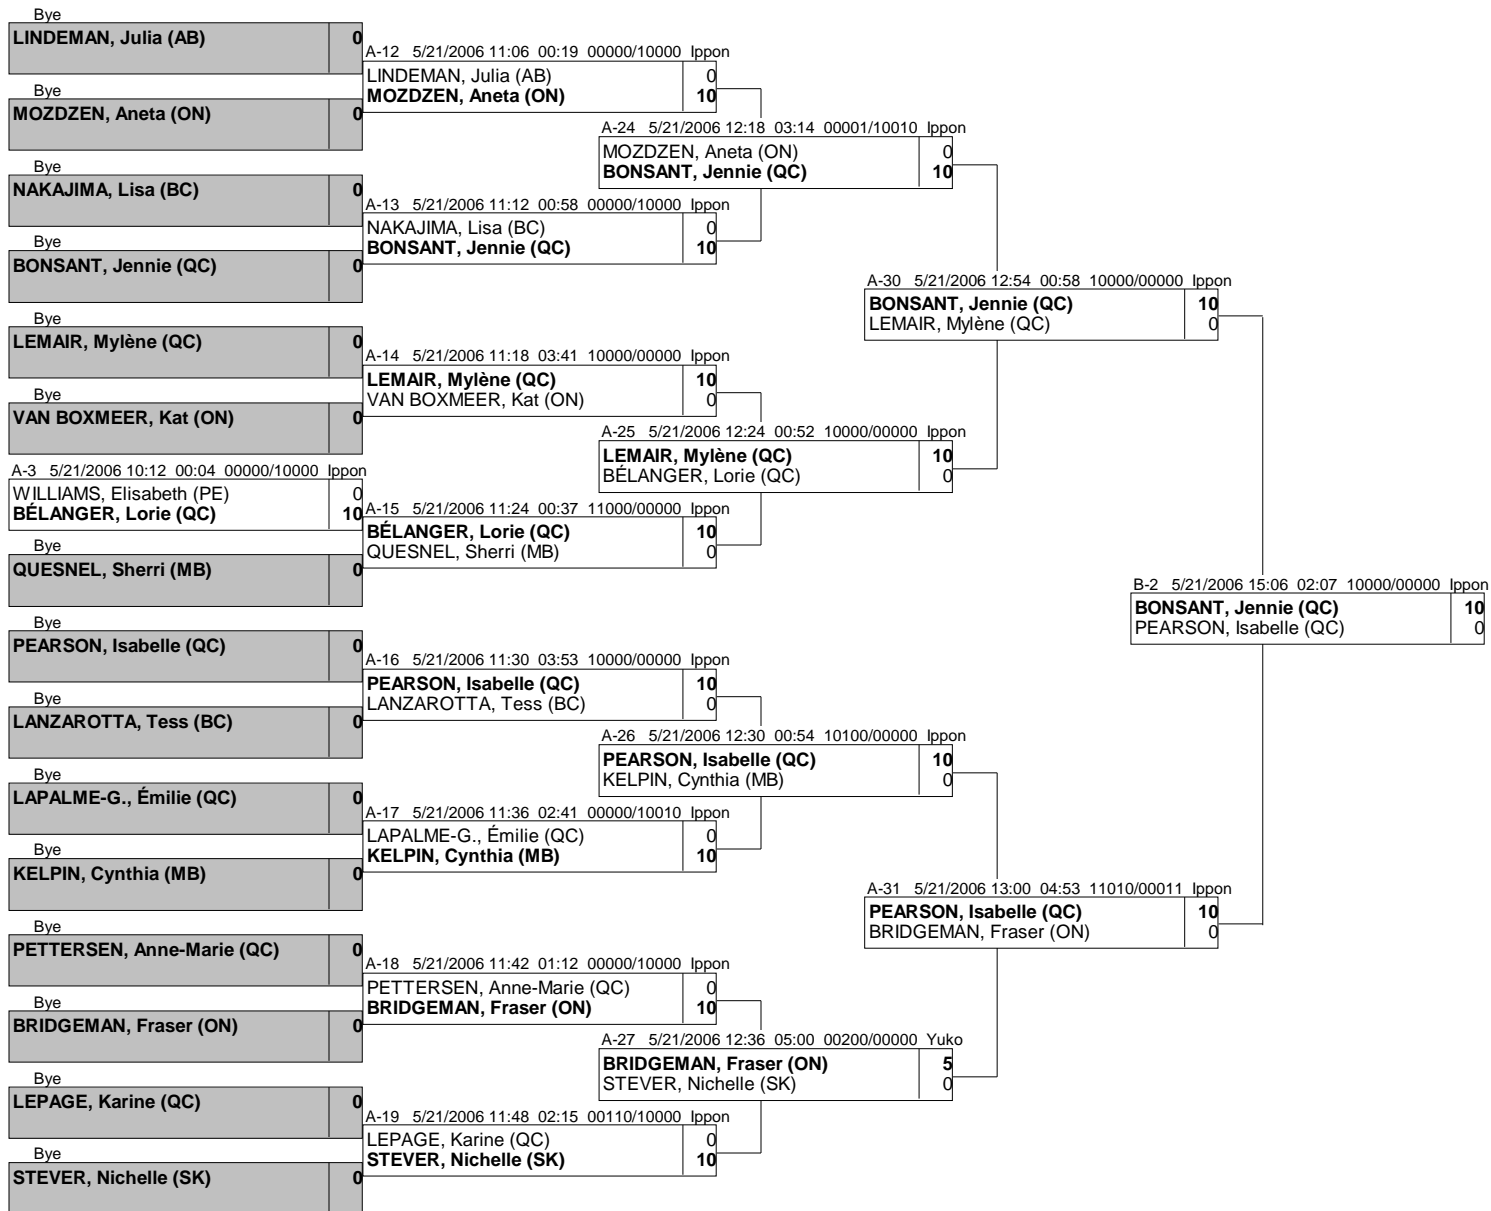 Bye
LINDEMAN, Julia (AB) 0
Bye
MOZDZEN, Aneta (ON) 0
Bye
NAKAJIMA, Lisa (BC) 0
Bye
BONSANT, Jennie (QC) 0
Bye
LEMAIR, Mylène (QC) 0
Bye
VAN BOXMEER, Kat (ON) 0
A-3 5/21/2006 10:12 00:04 00000/10000 Ippon
WILLIAMS, Elisabeth (PE) 0
BÉLANGER, Lorie (QC) 10
Bye
QUESNEL, Sherri (MB) 0
Bye
PEARSON, Isabelle (QC) 0
Bye
LANZAROTTA, Tess (BC) 0
Bye
LAPALME-G., Émilie (QC) 0
Bye
KELPIN, Cynthia (MB) 0
Bye
PETTERSEN, Anne-Marie (QC) 0
Bye
BRIDGEMAN, Fraser (ON) 0
Bye
LEPAGE, Karine (QC) 0
Bye
STEVER, Nichelle (SK) 0
A-12 5/21/2006 11:06 00:19 00000/10000 Ippon
LINDEMAN, Julia (AB) 0
MOZDZEN, Aneta (ON) 10
A-13 5/21/2006 11:12 00:58 00000/10000 Ippon
NAKAJIMA, Lisa (BC) 0
BONSANT, Jennie (QC) 10
A-14 5/21/2006 11:18 03:41 10000/00000 Ippon
LEMAIR, Mylène (QC) 10
VAN BOXMEER, Kat (ON) 0
A-15 5/21/2006 11:24 00:37 11000/00000 Ippon
BÉLANGER, Lorie (QC) 10
QUESNEL, Sherri (MB) 0
A-16 5/21/2006 11:30 03:53 10000/00000 Ippon
PEARSON, Isabelle (QC) 10
LANZAROTTA, Tess (BC) 0
A-17 5/21/2006 11:36 02:41 00000/10010 Ippon
LAPALME-G., Émilie (QC) 0
KELPIN, Cynthia (MB) 10
A-18 5/21/2006 11:42 01:12 00000/10000 Ippon
PETTERSEN, Anne-Marie (QC) 0
BRIDGEMAN, Fraser (ON) 10
A-19 5/21/2006 11:48 02:15 00110/10000 Ippon
LEPAGE, Karine (QC) 0
STEVER, Nichelle (SK) 10
A-24 5/21/2006 12:18 03:14 00001/10010 Ippon
MOZDZEN, Aneta (ON) 0
BONSANT, Jennie (QC) 10
A-25 5/21/2006 12:24 00:52 10000/00000 Ippon
LEMAIR, Mylène (QC) 10
BÉLANGER, Lorie (QC) 0
A-26 5/21/2006 12:30 00:54 10100/00000 Ippon
PEARSON, Isabelle (QC) 10
KELPIN, Cynthia (MB) 0
A-27 5/21/2006 12:36 05:00 00200/00000 Yuko
BRIDGEMAN, Fraser (ON) 5
STEVER, Nichelle (SK) 0
A-30 5/21/2006 12:54 00:58 10000/00000 Ippon
BONSANT, Jennie (QC) 10
LEMAIR, Mylène (QC) 0
A-31 5/21/2006 13:00 04:53 11010/00011 Ippon
PEARSON, Isabelle (QC) 10
BRIDGEMAN, Fraser (ON) 0
B-2 5/21/2006 15:06 02:07 10000/00000 Ippon
BONSANT, Jennie (QC) 10
PEARSON, Isabelle (QC) 0